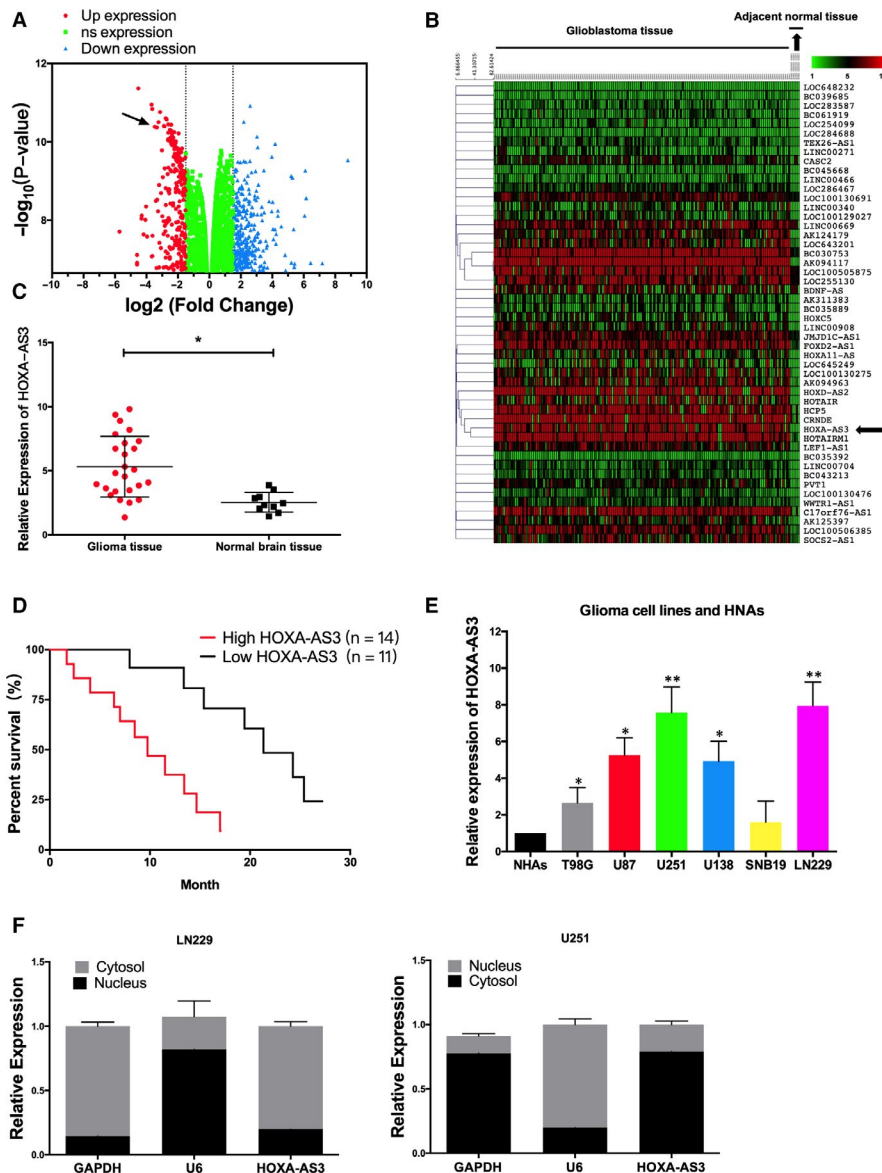 A
Up expression
ns expression
Down expression
12
10
8
-10 -8 -6 -4 -2 0 2 4 6 8 10
−log10(P−value)
log2 (Fold Change)
B
Glioblastoma tissue
Adjacent normal tissue
6.866455
43.10715
82.61424
1 5 1
LOC648232
BC039685
LOC283587
BC061919
LOC254099
LOC284688
TEX26-AS1
LINC00271
CASC2
BC045668
LINC00466
LOC286467
LOC100130691
LINC00340
LOC100129027
LINC00669
AK124179
LOC643201
BC030753
AK094117
LOC100505875
LOC255130
BDNF-AS
AK311383
BC035889
HOXC5
LINC00908
JMJD1C-AS1
FOXD2-AS1
HOXA11-AS
LOC645249
LOC100130275
AK094963
HOXD-AS2
HOTAIR
HCP5
CRNDE
HOXA-AS3
HOTAIRM1
LEF1-AS1
BC035392
LINC00704
BC043213
PVT1
LOC100130476
WWTR1-AS1
C17orf76-AS1
AK125397
LOC100506385
SOCS2-AS1
C
Relative Expression of HOXA−AS3
15
10
5
0
*
Glioma tissue
Normal brain tissue
D
High HOXA-AS3 (n = 14)
Low HOXA-AS3 (n = 11)
Percent survival (%)
100
75
50
25
0
0 10 20 30
Month
E
Glioma cell lines and HNAs
Relative expression of HOXA-AS3
10
8
6
4
2
0
* * ** * **
NHAs T98G U87 U251 U138 SNB19 LN229
F
LN229
Cytosol
Nucleus
Relative Expression
1.5
1.0
0.5
0.0
GAPDH U6 HOXA-AS3
U251
Nucleus
Cytosol
Relative Expression
1.5
1.0
0.5
0.0
GAPDH U6 HOXA-AS3